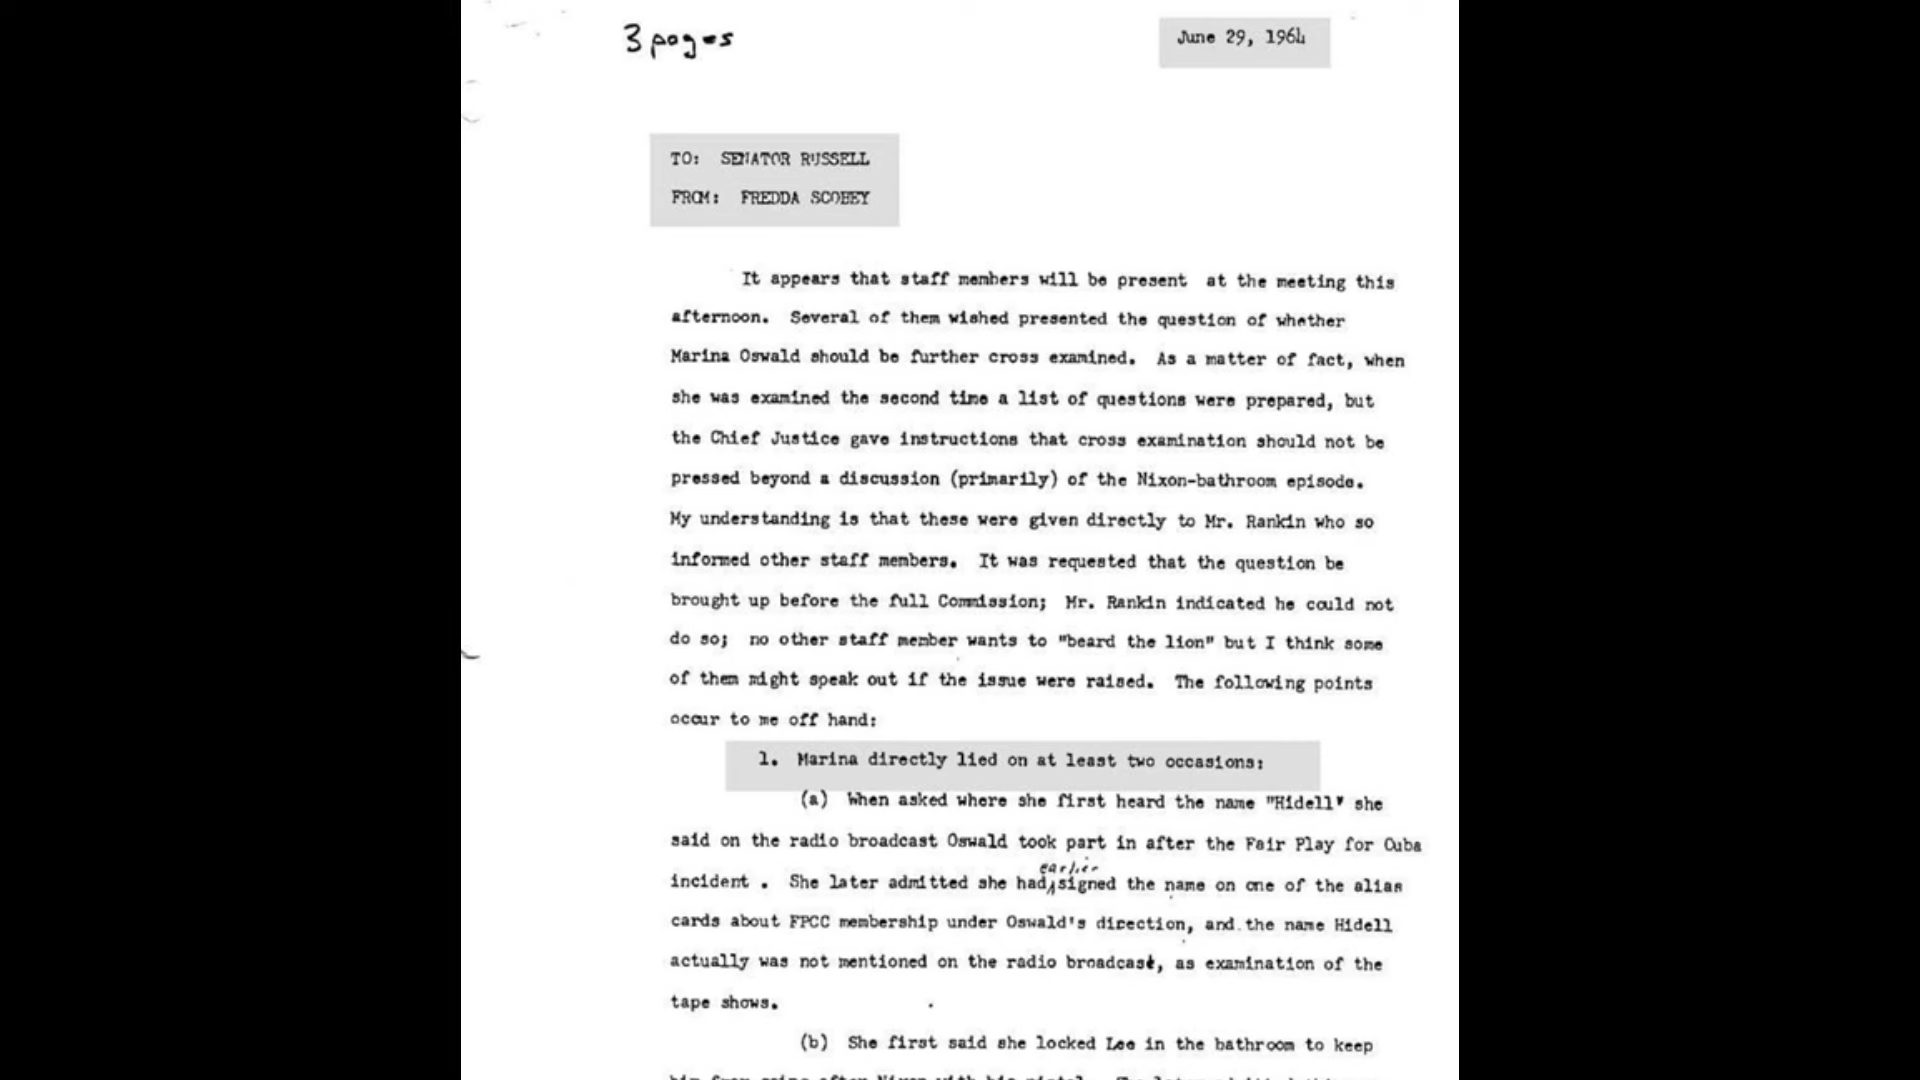 3 pages
June 29, 1964
TO: SENATOR RUSSELL
FROM: FREDDA SCOBEY
It appears that staff members will be present at the meeting this
afternoon. Several of them wished presented the question of whether
Marina Oswald should be further cross examined. As a matter of fact, when
she was examined the second time a list of questions were prepared, but
the Chief Justice gave instructions that cross examination should not be
pressed beyond a discussion (primarily) of the Nixon-bathroom episode.
My understanding is that these were given directly to Mr. Rankin who so
informed other staff members. It was requested that the question be
brought up before the full Commission; Mr. Rankin indicated he could not
do so; no other staff member wants to "beard the lion" but I think some
of them might speak out if the issue were raised. The following points
occur to me off hand:
1. Marina directly lied on at least two occasions:
(a) When asked where she first heard the name "Hidell" she
said on the radio broadcast Oswald took part in after the Fair Play for Cuba
earlier
incident . She later admitted she had signed the name on one of the alias
cards about FPCC membership under Oswald's direction, and the name Hidell
actually was not mentioned on the radio broadcast, as examination of the
tape shows.
(b) She first said she locked Lee in the bathroom to keep